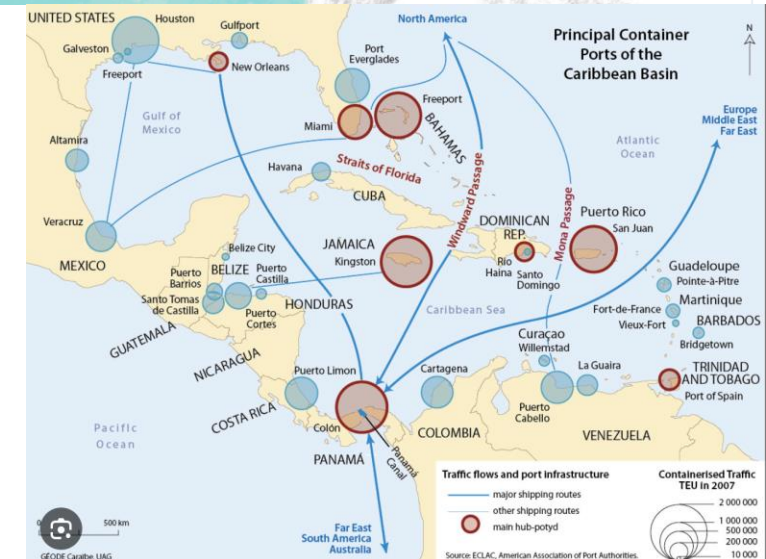 UNITED STATES
Houston
Gulfport
Galveston
Freeport
New Orleans
North America
Port
Everglades
Principal Container
Ports of the
Caribbean Basin
N
Gulf of
Mexico
Miami
Freeport
BAHAMAS
Europe
Middle East
Far East
Atlantic
Ocean
Altamira
Havana
Straits of Florida
CUBA
Windward Passage
Mona Passage
Veracruz
MEXICO
Belize City
BELIZE
Puerto
Barrios
Puerto
Castilla
Santo Tomas
de Castilla
Puerto
Cortes
HONDURAS
GUATEMALA
JAMAICA
Kingston
DOMINICAN
REP.
Río
Haina
Santo
Domingo
Puerto Rico
San Juan
Guadeloupe
Pointe-à-Pitre
Martinique
Fort-de-France
Vieux-Fort
BARBADOS
Bridgetown
Caribbean Sea
NICARAGUA
Puerto Limon
COSTA RICA
Colón
PANAMÁ
Panamá
Canal
Cartagena
COLOMBIA
Curaçao
Willemstad
La Guaira
Puerto
Cabello
VENEZUELA
TRINIDAD
AND TOBAGO
Port of Spain
Pacific
Ocean
0
500 km
GÉODE Caraïbe, UAG
Far East
South America
Australia
Traffic flows and port infrastructure
major shipping routes
other shipping routes
main hub-potyd
Containerised Traffic
TEU in 2007
2 000 000
1 000 000
500 000
200 000
10 000
Source: ECLAC, American Association of Port Authorities.